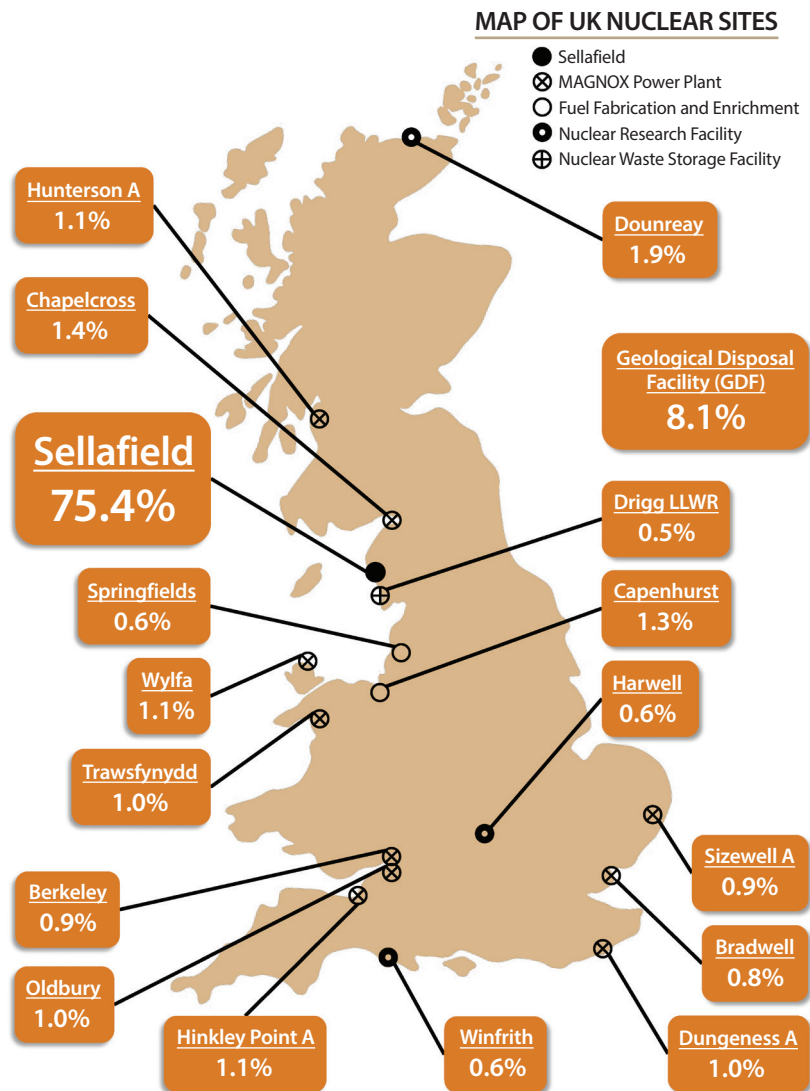 MAP OF UK NUCLEAR SITES
Sellafield
MAGNOX Power Plant
Fuel Fabrication and Enrichment
Nuclear Research Facility
Nuclear Waste Storage Facility
Hunterson A
1.1%
Dounreay
1.9%
Chapelcross
1.4%
Geological Disposal
Facility (GDF)
8.1%
Sellafield
75.4%
Drigg LLWR
0.5%
Springfields
0.6%
Capenhurst
1.3%
Wylfa
1.1%
Harwell
0.6%
Trawsfynydd
1.0%
Sizewell A
0.9%
Berkeley
0.9%
Bradwell
0.8%
Oldbury
1.0%
Hinkley Point A
1.1%
Winfrith
0.6%
Dungeness A
1.0%